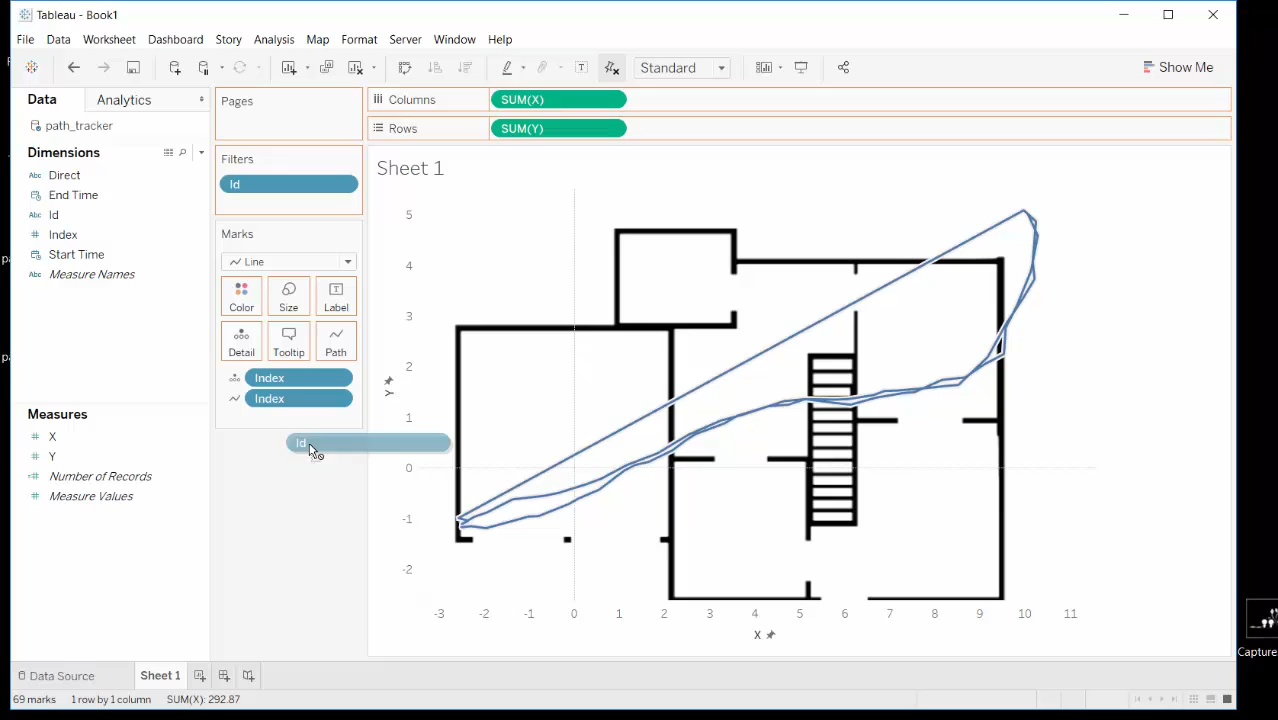 Tableau - Book1
File Data Worksheet Dashboard Story Analysis Map Format Server Window Help
Standard
Show Me
Data Analytics
path_tracker
Dimensions
Abc Direct
End Time
Abc Id
# Index
Start Time
Abc Measure Names
Measures
# X
# Y
Number of Records
# Measure Values
Pages
Filters
Id
Marks
Line
Color Size Label
Detail Tooltip Path
Index
Index
Id
iii Columns SUM(X)
Rows SUM(Y)
Sheet 1
5
4
3
2
1
0
-1
-2
Y
-3 -2 -1 0 1 2 3 4 5 6 7 8 9 10 11
X
Data Source Sheet 1
69 marks 1 row by 1 column SUM(X): 292.87
Capture